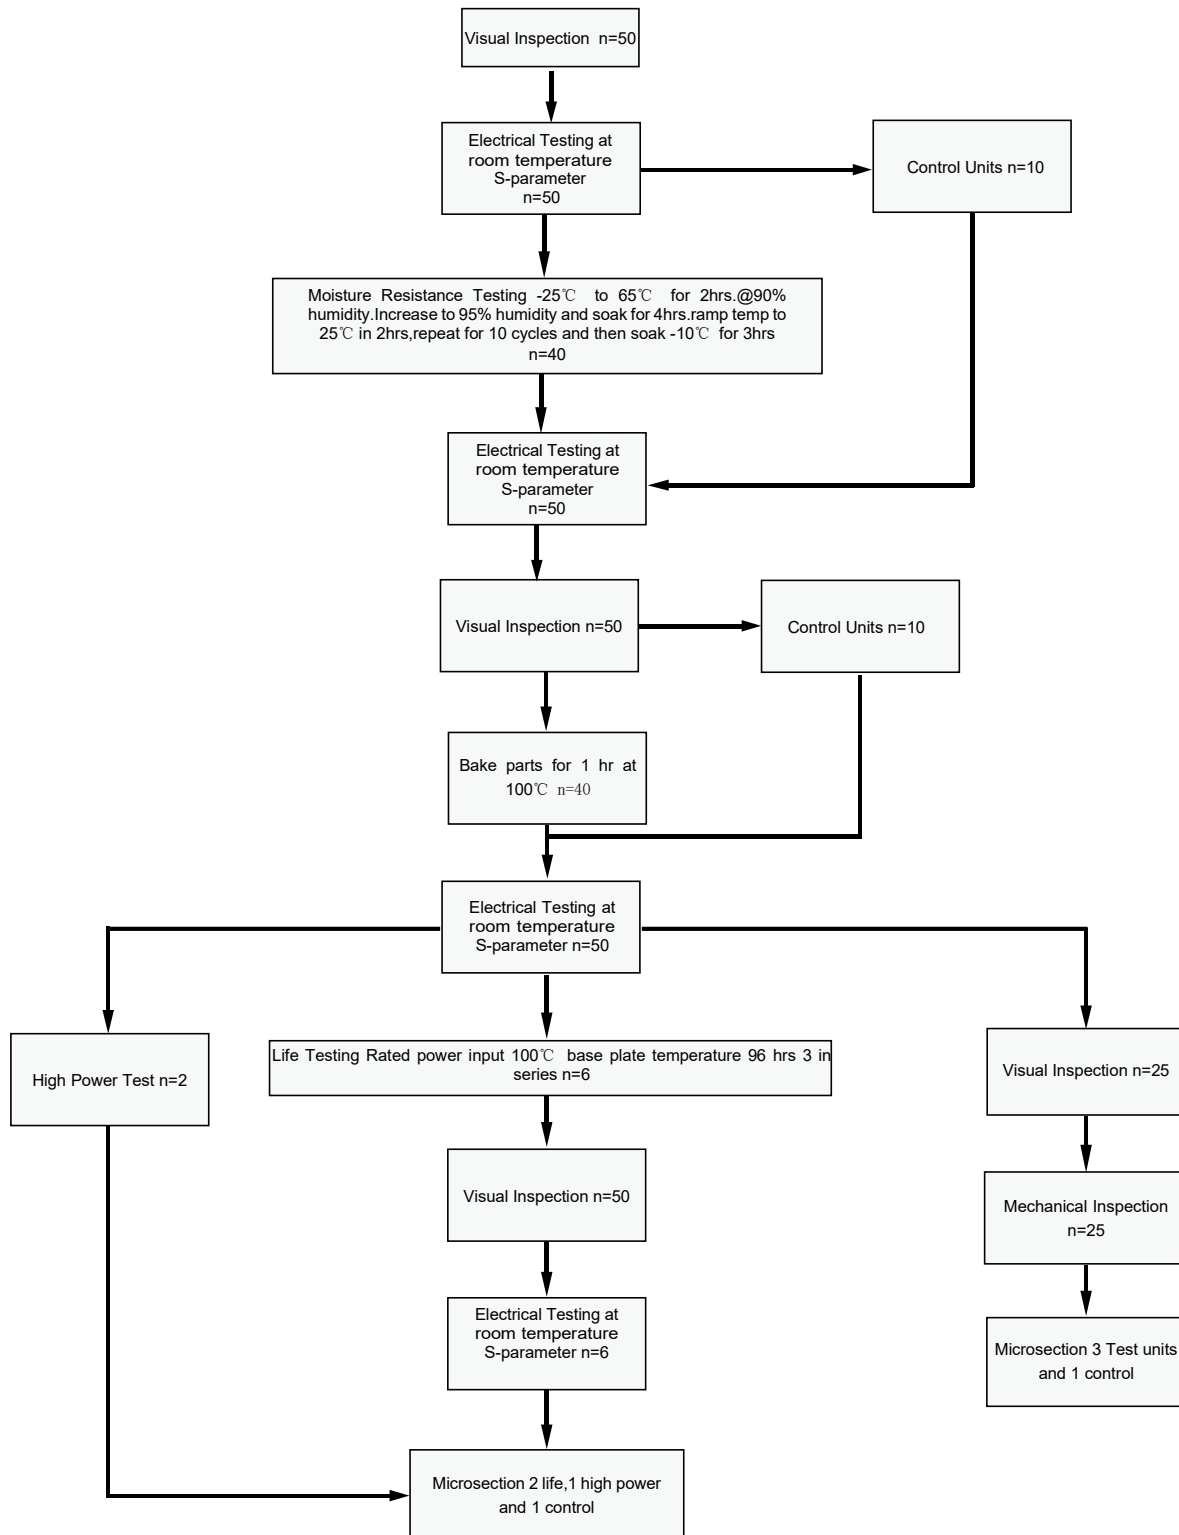 Visual Inspection n=50
Electrical Testing at
room temperature
S-parameter
n=50
Control Units n=10
Moisture Resistance Testing -25℃ to 65℃ for 2hrs.@90%
humidity.Increase to 95% humidity and soak for 4hrs.ramp temp to
25℃ in 2hrs,repeat for 10 cycles and then soak -10℃ for 3hrs
n=40
Electrical Testing at
room temperature
S-parameter
n=50
Visual Inspection n=50
Control Units n=10
Bake parts for 1 hr at
100℃ n=40
Electrical Testing at
room temperature
S-parameter n=50
High Power Test n=2
Life Testing Rated power input 100℃ base plate temperature 96 hrs 3 in
series n=6
Visual Inspection n=25
Visual Inspection n=50
Mechanical Inspection
n=25
Electrical Testing at
room temperature
S-parameter n=6
Microsection 3 Test units
and 1 control
Microsection 2 life,1 high power
and 1 control